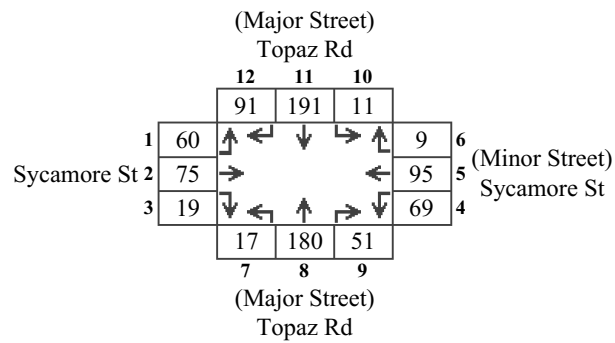 (Major Street)
Topaz Rd
12 11 10
91 191 11
1 60 9 6
Sycamore St 2 75 95 5 (Minor Street)
Sycamore St
3 19 69 4
17 180 51
7 8 9
(Major Street)
Topaz Rd